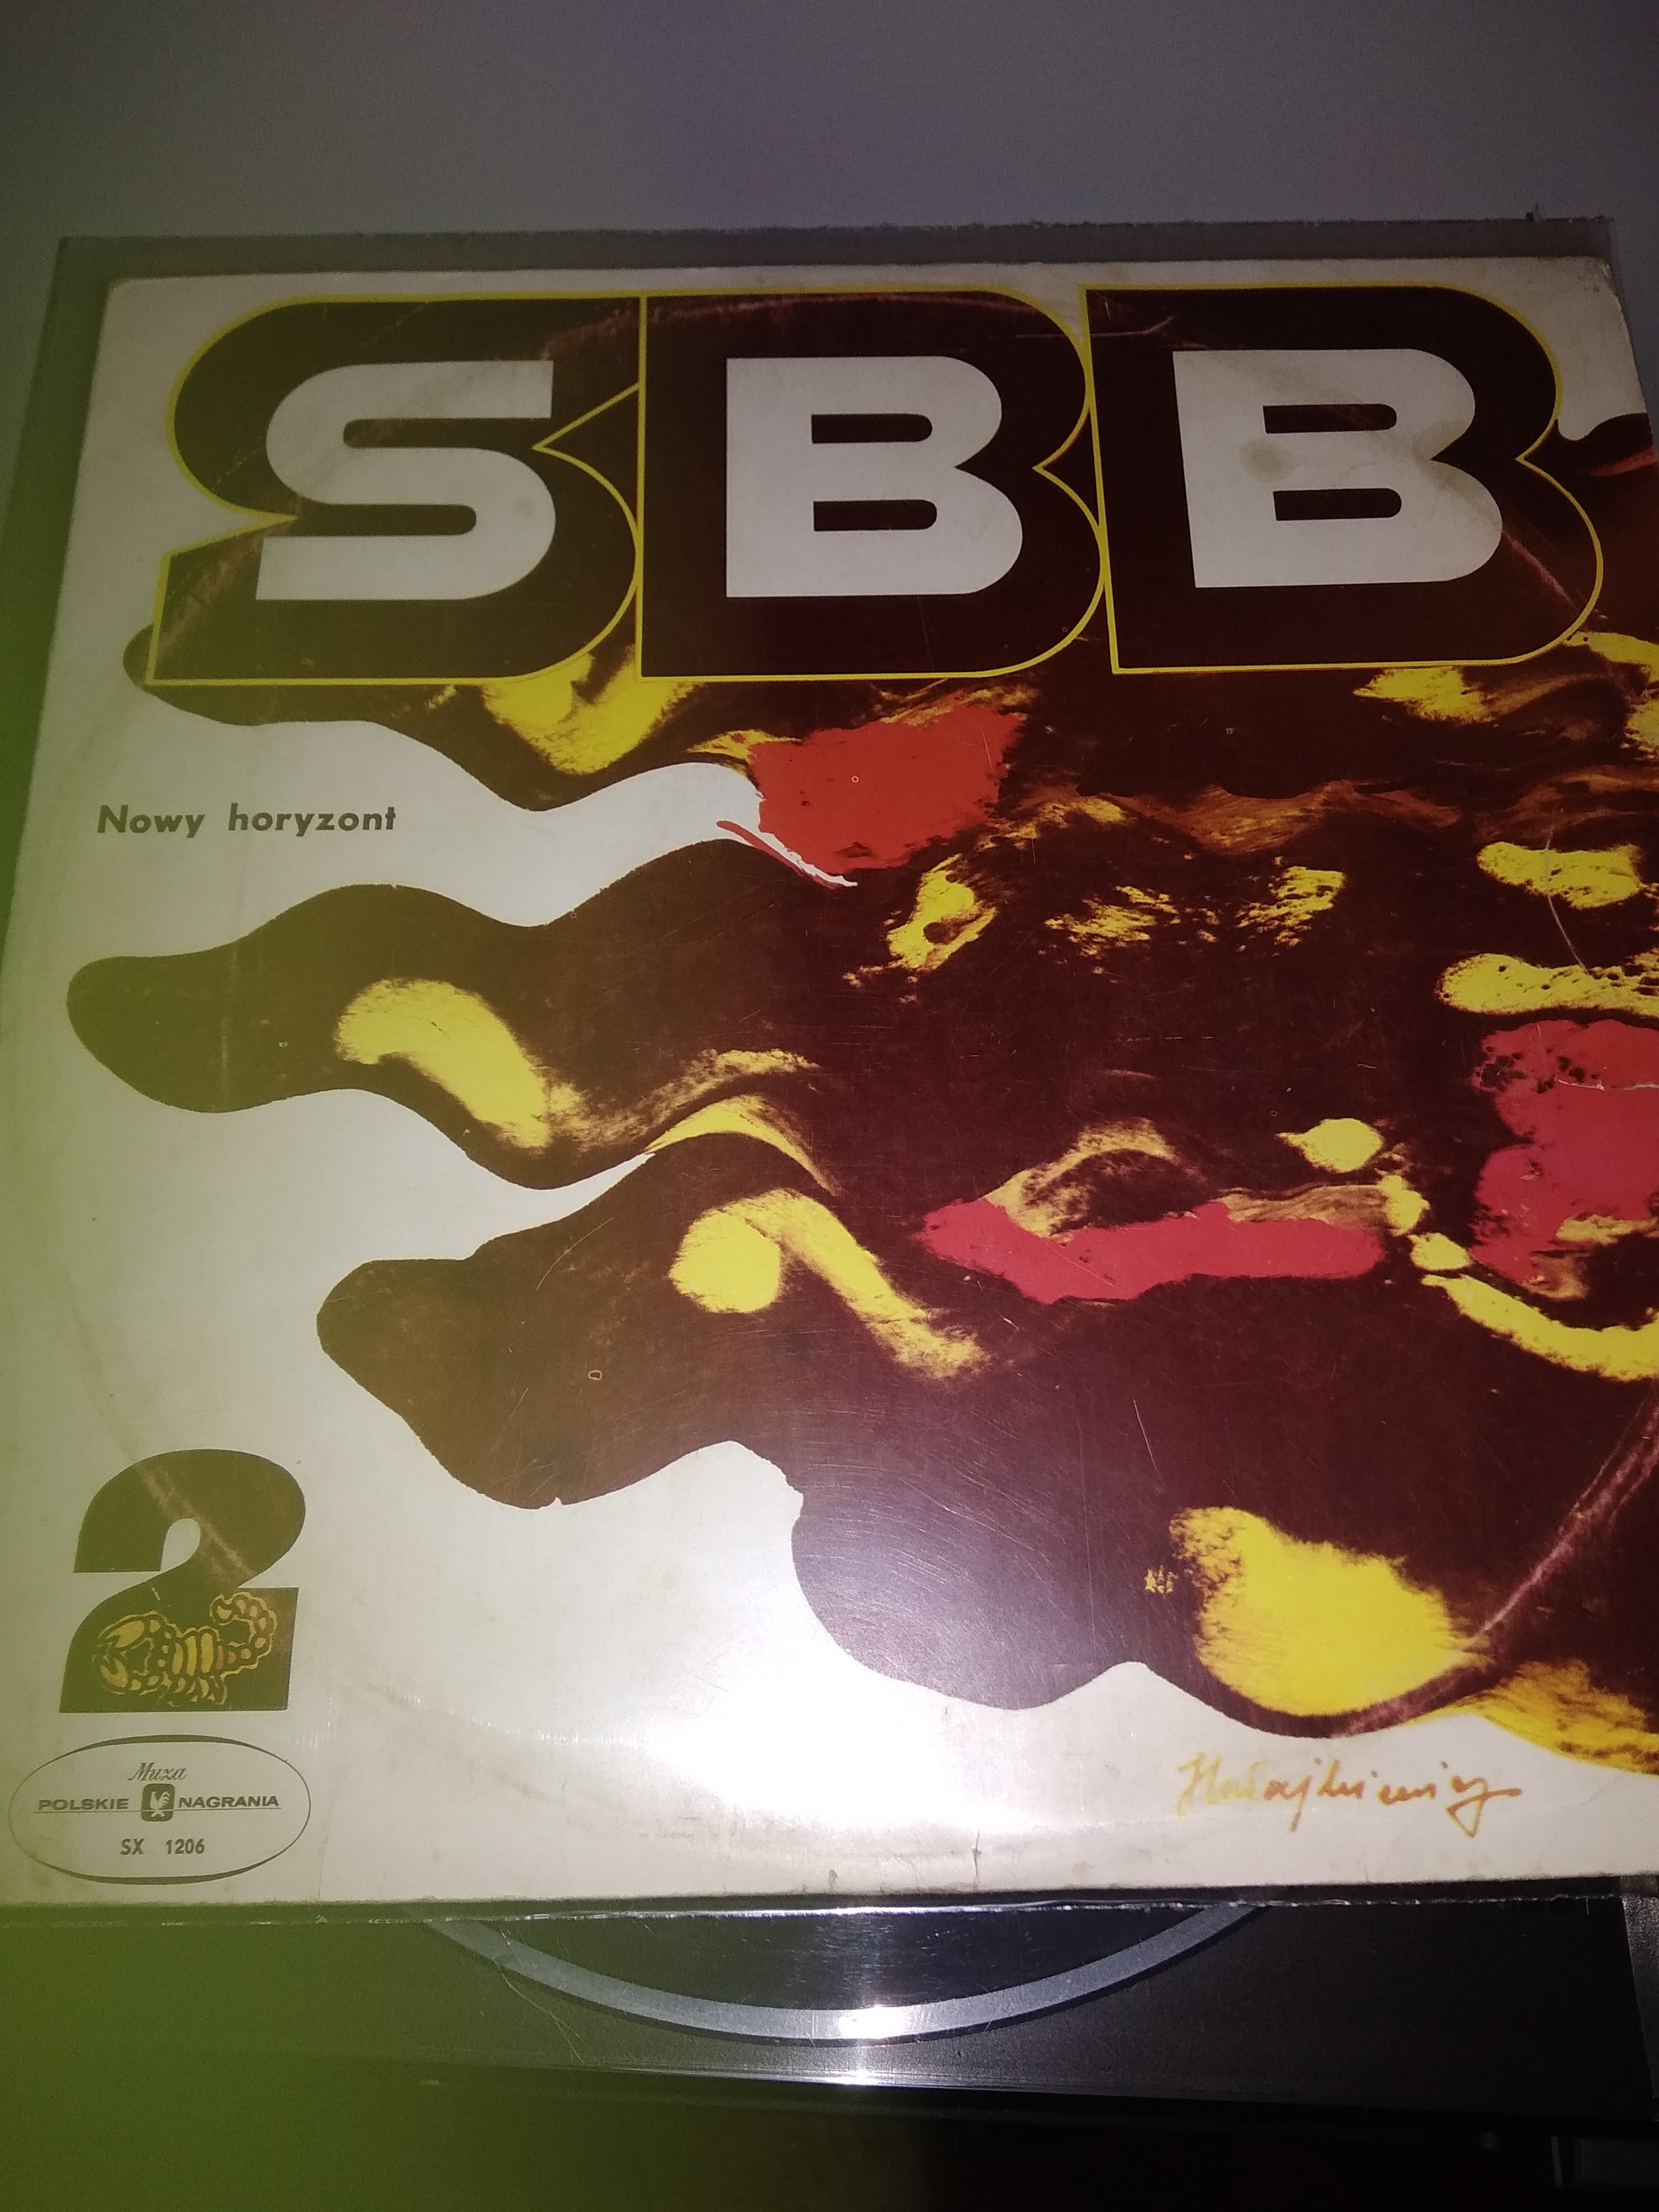 SBB
Nowy horyzont
2
Muza
POLSKIE NAGRANIA
SX 1206